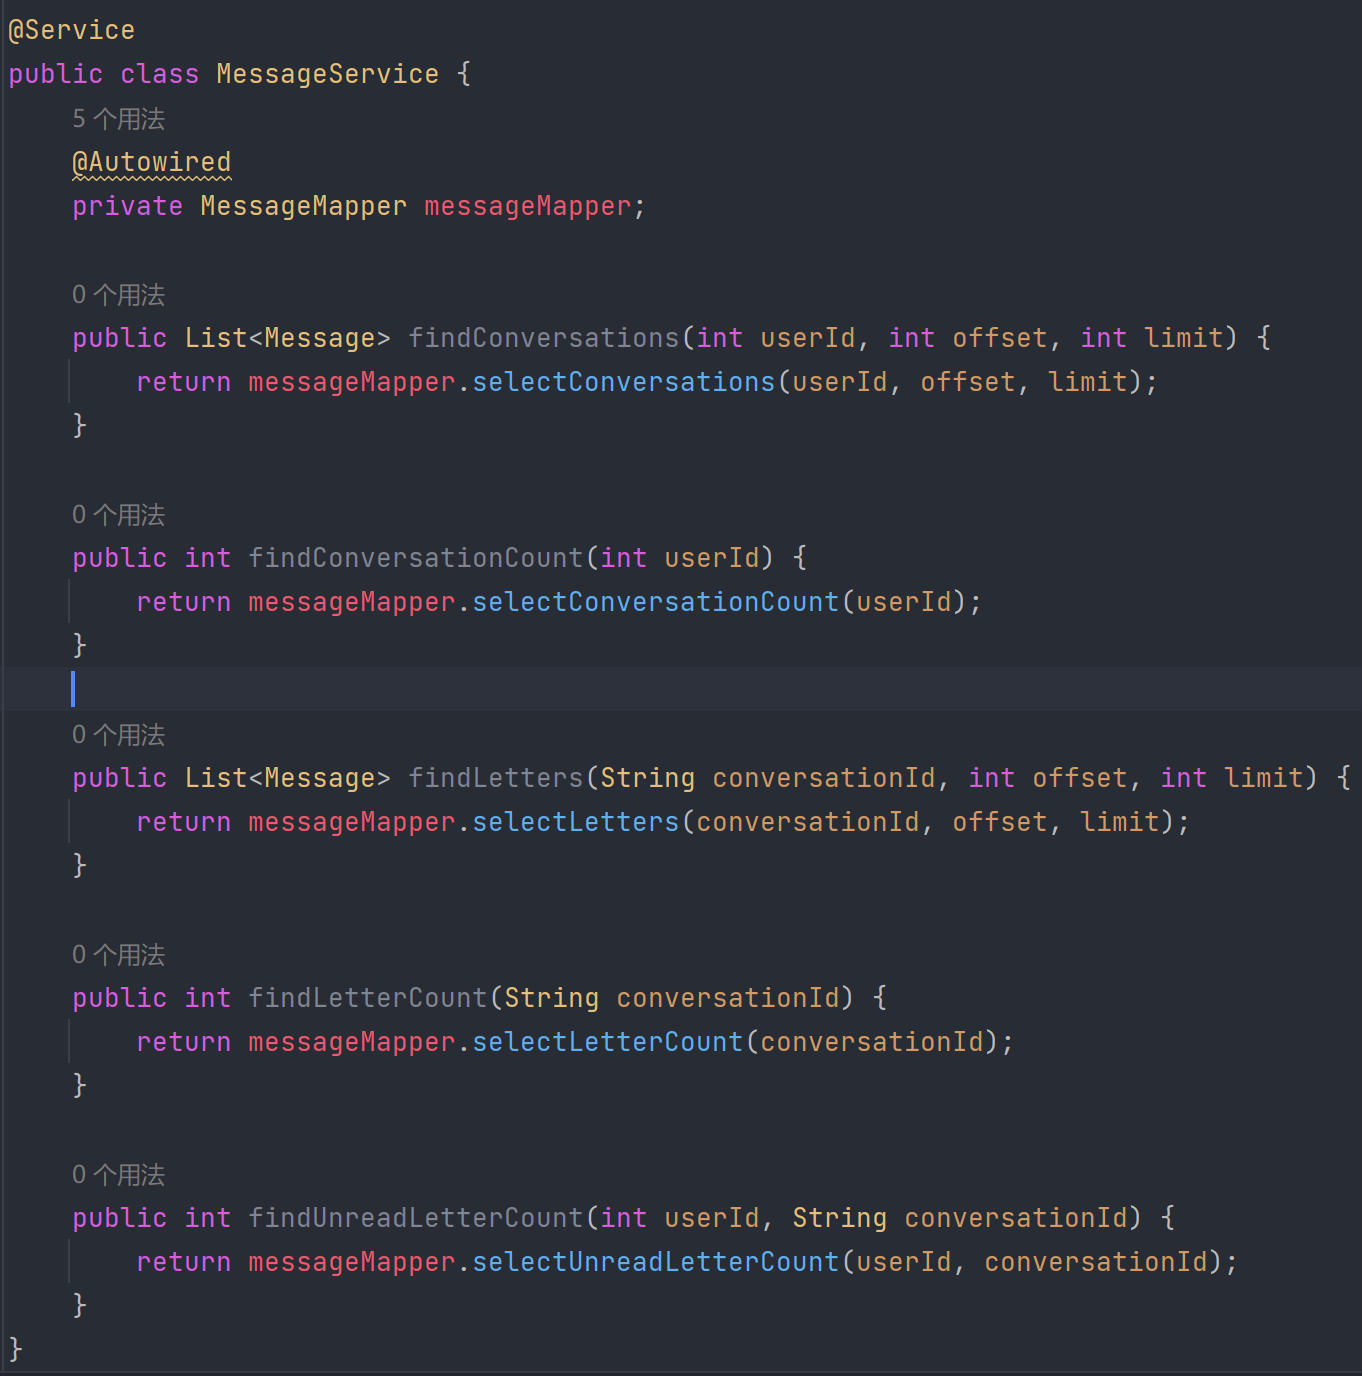 @Service
public class MessageService {
5 个用法
@Autowired
private MessageMapper messageMapper;
0 个用法
public List<Message> findConversations(int userId, int offset, int limit) {
return messageMapper.selectConversations(userId, offset, limit);
}
0 个用法
public int findConversationCount(int userId) {
return messageMapper.selectConversationCount(userId);
}
0 个用法
public List<Message> findLetters(String conversationId, int offset, int limit) {
return messageMapper.selectLetters(conversationId, offset, limit);
}
0 个用法
public int findLetterCount(String conversationId) {
return messageMapper.selectLetterCount(conversationId);
}
0 个用法
public int findUnreadLetterCount(int userId, String conversationId) {
return messageMapper.selectUnreadLetterCount(userId, conversationId);
}
}